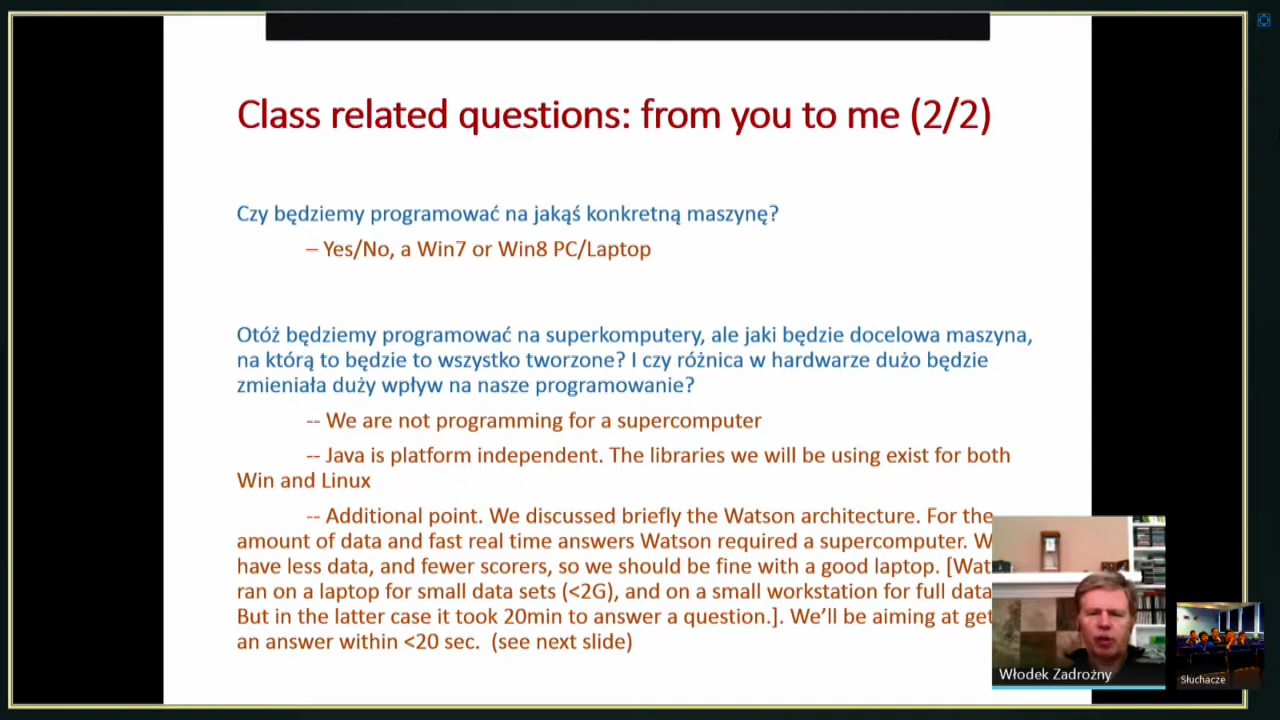 Class related questions: from you to me (2/2)
Czy będziemy programować na jakąś konkretną maszynę?
– Yes/No, a Win7 or Win8 PC/Laptop
Otóż będziemy programować na superkomputery, ale jaki będzie docelowa maszyna,
na którą to będzie to wszystko tworzone? I czy różnica w hardwarze dużo będzie
zmieniała duży wpływ na nasze programowanie?
-- We are not programming for a supercomputer
-- Java is platform independent. The libraries we will be using exist for both
Win and Linux
-- Additional point. We discussed briefly the Watson architecture. For the
amount of data and fast real time answers Watson required a supercomputer.
have less data, and fewer scorers, so we should be fine with a good laptop.
ran on a laptop for small data sets (<2G), and on a small workstation for full data
But in the latter case it took 20min to answer a question.]. We’ll be aiming at
an answer within <20 sec. (see next slide)
Włodek Zadrożny
Słuchacze